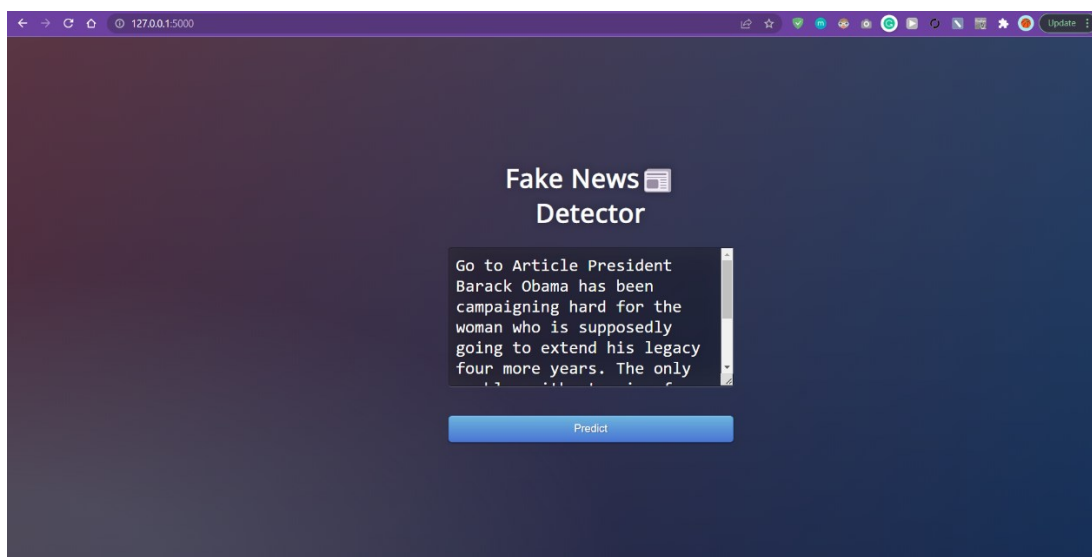 127.0.0.1:5000
Update
Fake News
Detector
Go to Article President
Barack Obama has been
campaigning hard for the
woman who is supposedly
going to extend his legacy
four more years. The only
Predict